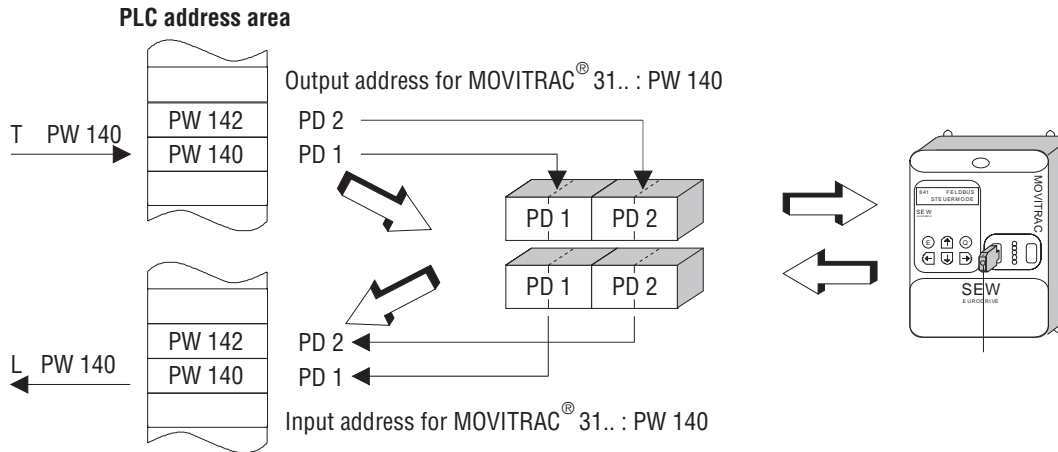 PLC address area
Output address for MOVITRAC® 31.. : PW 140
T PW 140
PW 142
PW 140
PD 2
PD 1
PD 1 PD 2
PD 1 PD 2
841 FELDBUS
STEUERMODE
SEW
MOVITRAC
E Q
SEW
EURODRIVE
L PW 140
PW 142
PW 140
PD 2
PD 1
Input address for MOVITRAC® 31.. : PW 140